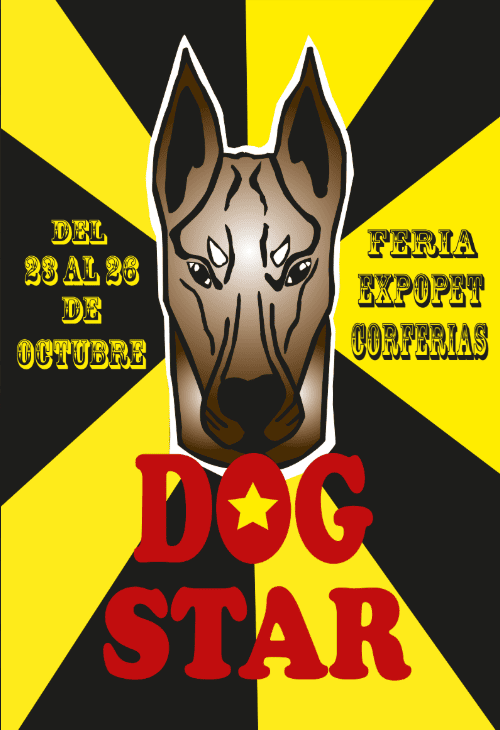 DEL
23 AL 26
DE
OCTUBRE
FERIA
EXPOPET
CORFERIAS
DOG
STAR